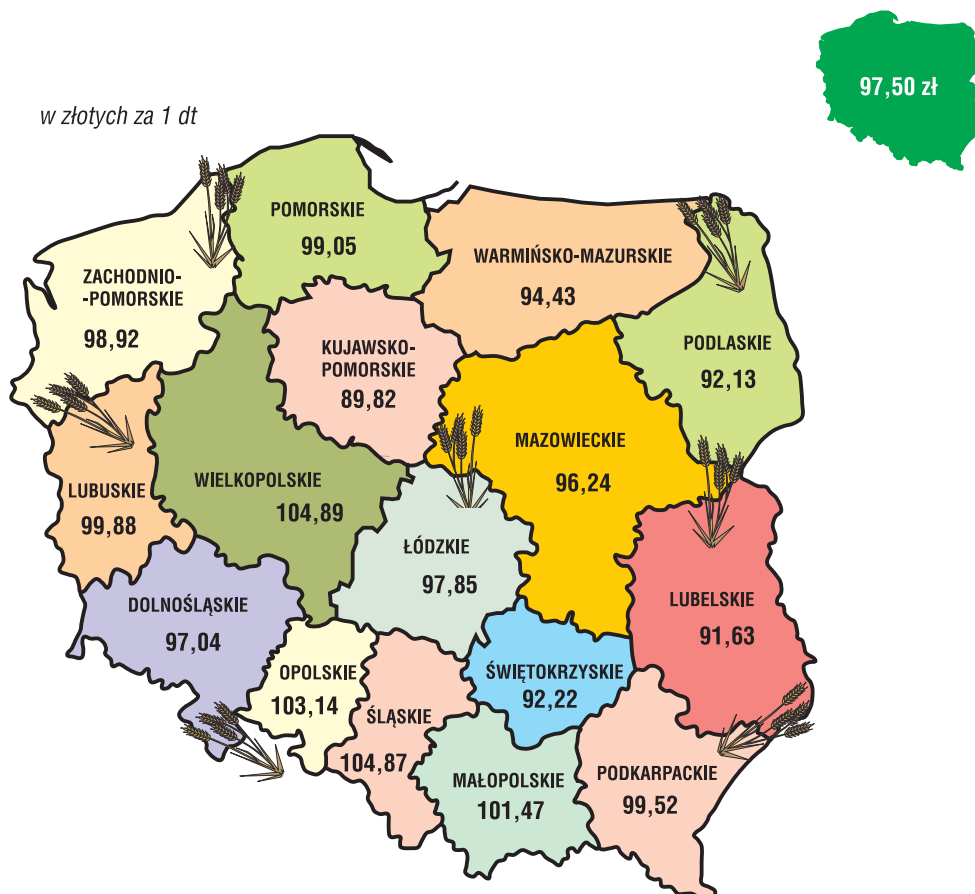 97,50 zł
w złotych za 1 dt
POMORSKIE
99,05
WARMIŃSKO-MAZURSKIE
94,43
ZACHODNIO-
-POMORSKIE
98,92
KUJAWSKO-
POMORSKIE
89,82
PODLASKIE
92,13
MAZOWIECKIE
96,24
WIELKOPOLSKIE
104,89
LUBUSKIE
99,88
ŁÓDZKIE
97,85
DOLNOŚLĄSKIE
97,04
LUBELSKIE
91,63
OPOLSKIE
103,14
ŚWIĘTOKRZYSKIE
92,22
ŚLĄSKIE
104,87
MAŁOPOLSKIE
101,47
PODKARPACKIE
99,52